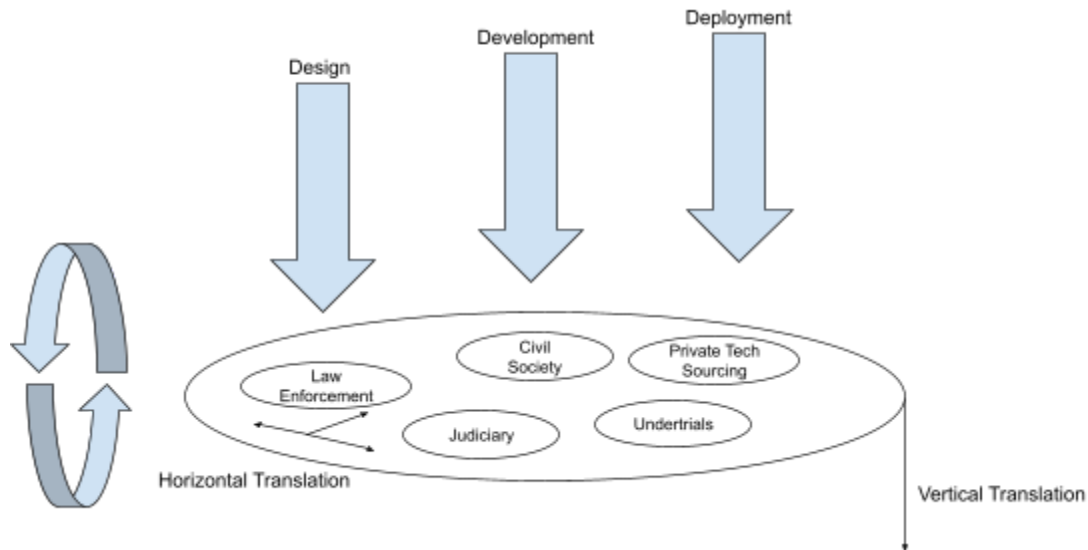 Deployment
Development
Design
Civil
Society
Private Tech
Sourcing
Law
Enforcement
Undertrials
Judiciary
Horizontal Translation
Vertical Translation